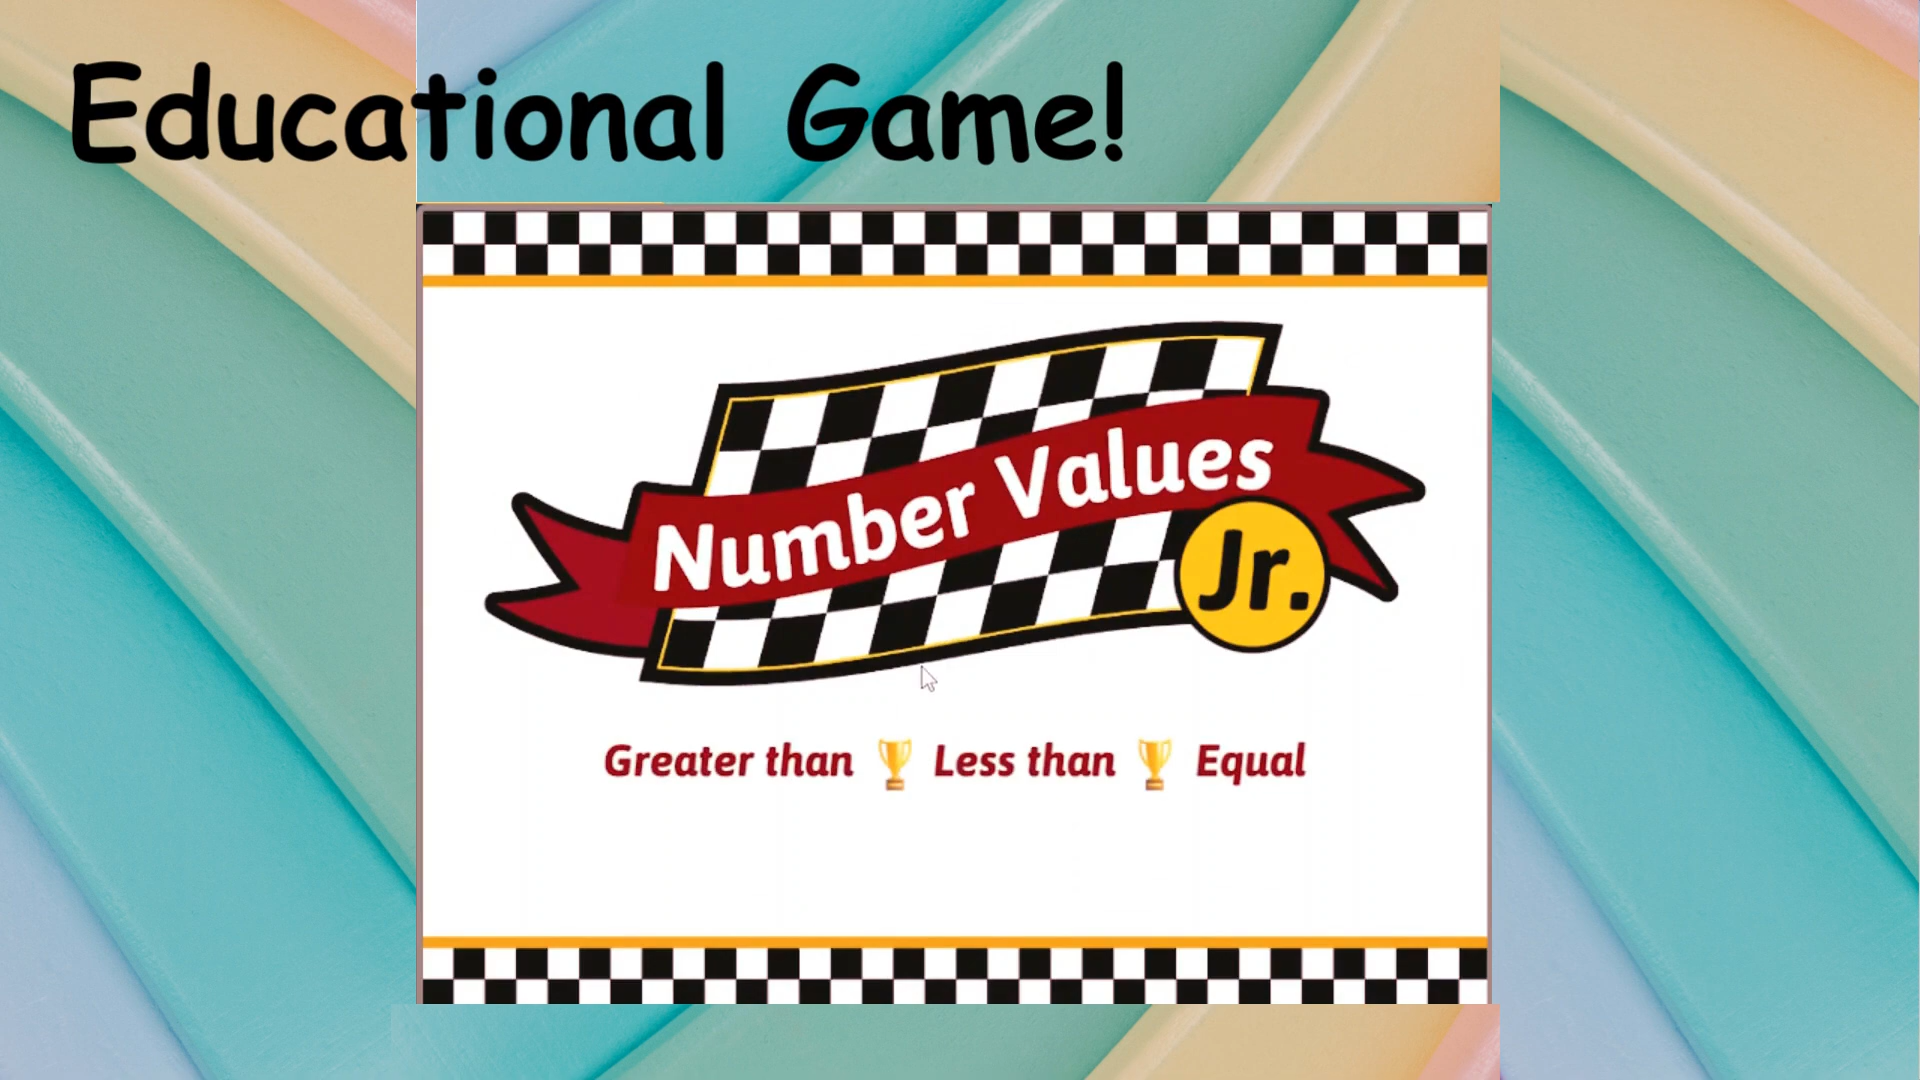 Educational Game!
Number Values
Jr.
Greater than Less than Equal